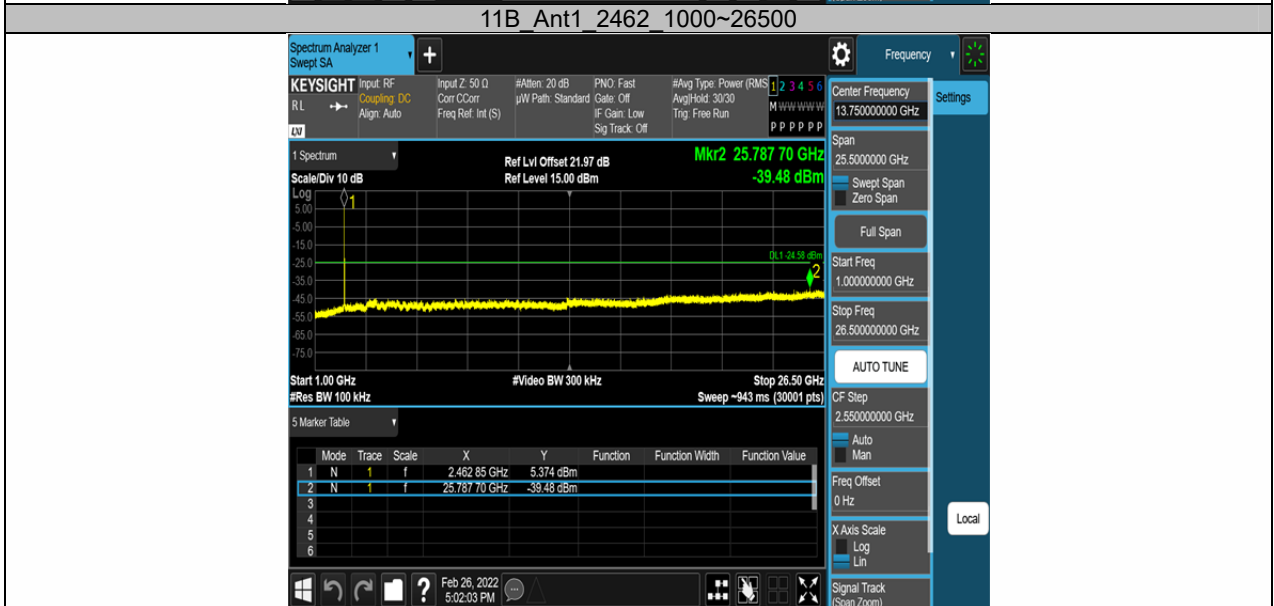 11B_Ant1_2462_1000~26500
Spectrum Analyzer 1
Swept SA
+
Frequency
KEYSIGHT Input: RF Input Z: 50 Ω #Atten: 20 dB PNO: Fast #Avg Type: Power (RMS 1 2 3 4 5 6
RL Coupling: DC Corr CCorr µW Path: Standard Gate: Off Avg|Hold: 30/30 M W W W W W
Align: Auto Freq Ref: Int (S) IF Gain: Low Trig: Free Run
Sig Track: Off P P P P P P
LXI
1 Spectrum
Ref Lvl Offset 21.97 dB
Mkr2 25.787 70 GHz
Scale/Div 10 dB Ref Level 15.00 dBm -39.48 dBm
Log
1
5.00
-5.00
-15.0
-25.0
-35.0
-45.0
-55.0
-65.0
-75.0
DL1 -24.58 dBm
2
Start 1.00 GHz #Video BW 300 kHz Stop 26.50 GHz
#Res BW 100 kHz Sweep ~943 ms (30001 pts)
5 Marker Table
Mode Trace Scale X Y Function Function Width Function Value
1 N 1 f 2.462 85 GHz 5.374 dBm
2 N 1 f 25.787 70 GHz -39.48 dBm
3
4
5
6
Center Frequency
13.750000000 GHz
Settings
Span
25.5000000 GHz
Swept Span
Zero Span
Full Span
Start Freq
1.000000000 GHz
Stop Freq
26.500000000 GHz
AUTO TUNE
CF Step
2.550000000 GHz
Auto
Man
Freq Offset
0 Hz
Local
X Axis Scale
Log
Lin
Signal Track
(Span Zoom)
? Feb 26, 2022
5:02:03 PM